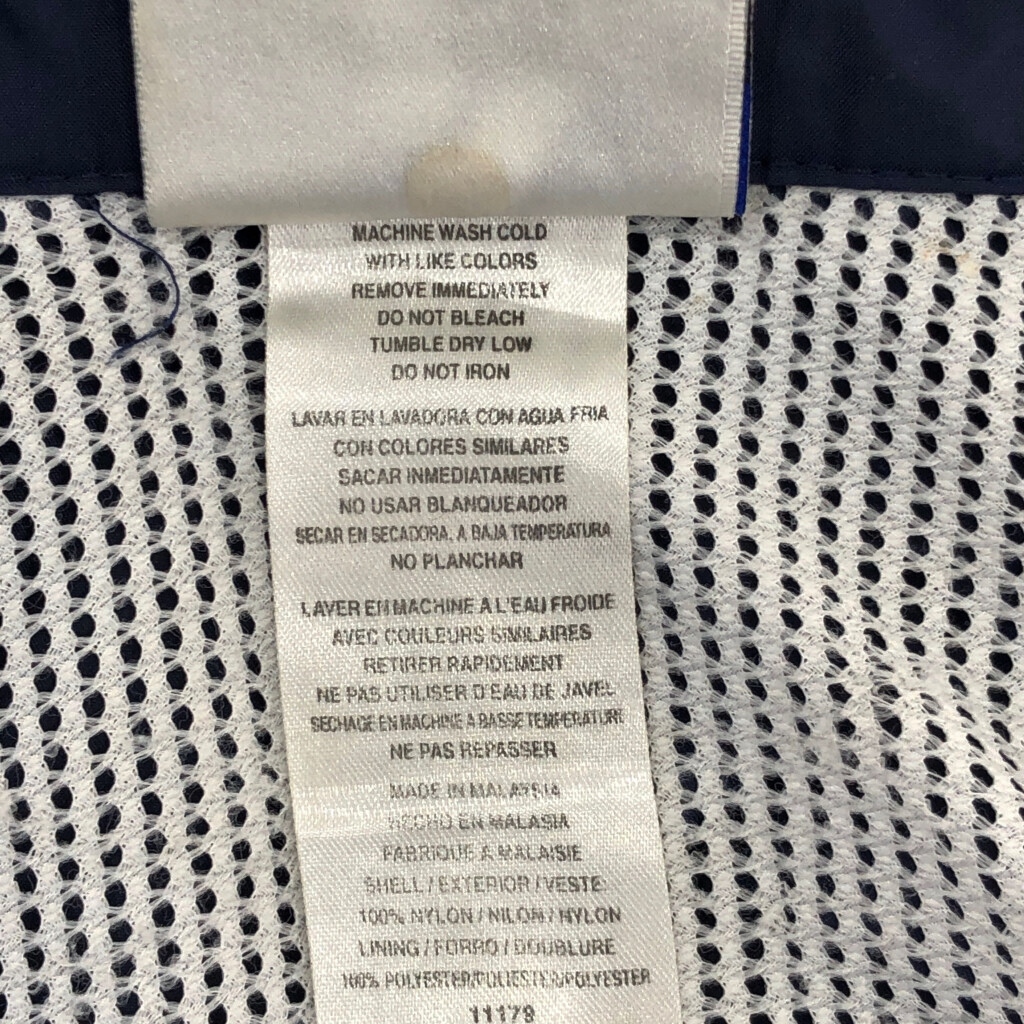 MACHINE WASH COLD
WITH LIKE COLORS
REMOVE IMMEDIATELY
DO NOT BLEACH
TUMBLE DRY LOW
DO NOT IRON
LAVAR EN LAVADORA CON AGUA FRIA
CON COLORES SIMILARES
SACAR INMEDIATAMENTE
NO USAR BLANQUEADOR
SECAR EN SECADORA, A BAJA TEMPERATURA
NO PLANCHAR
LAVER EN MACHINE A L'EAU FROIDE
AVEC COULEURS SIMILAIRES
RETIRER RAPIDEMENT
NE PAS UTILISER D'EAU DE JAVEL
SECHAGE EN MACHINE A BASSE TEMPERATURE
NE PAS REPASSER
MADE IN MALAYSIA
HECHO EN MALASIA
FABRIQUE A MALAISIE
SHELL / EXTERIOR / VESTE:
100% NYLON / NILON / NYLON
LINING / FORRO / DOUBLURE
100% POLYESTER/POLIESTER/POLYESTER
11179